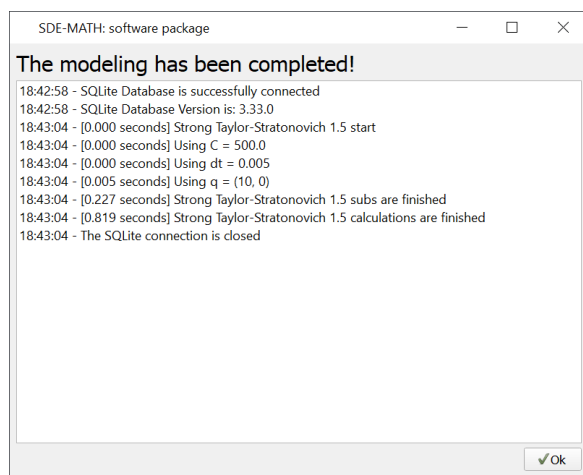 SDE-MATH: software package
The modeling has been completed!
18:42:58 - SQLite Database is successfully connected
18:42:58 - SQLite Database Version is: 3.33.0
18:43:04 - [0.000 seconds] Strong Taylor-Stratonovich 1.5 start
18:43:04 - [0.000 seconds] Using C = 500.0
18:43:04 - [0.000 seconds] Using dt = 0.005
18:43:04 - [0.005 seconds] Using q = (10, 0)
18:43:04 - [0.227 seconds] Strong Taylor-Stratonovich 1.5 subs are finished
18:43:04 - [0.819 seconds] Strong Taylor-Stratonovich 1.5 calculations are finished
18:43:04 - The SQLite connection is closed
Ok